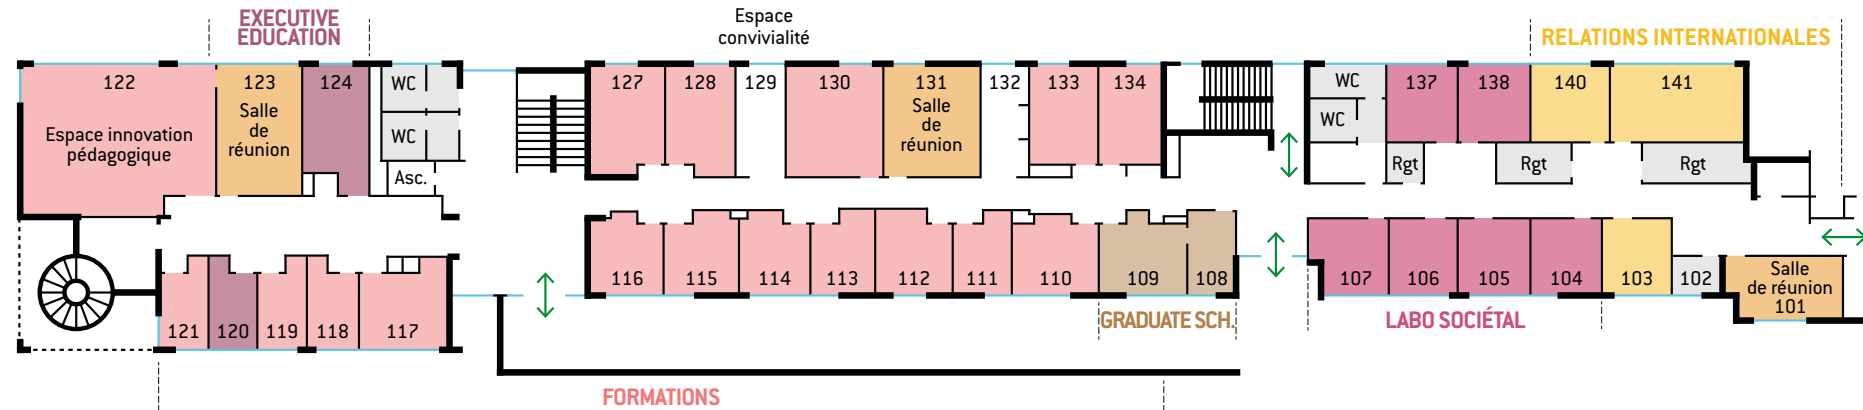 EXECUTIVE
EDUCATION
Espace
convivialité
RELATIONS INTERNATIONALES
122
Espace innovation
pédagogique
123
Salle
de
réunion
124
WC
WC
Asc.
127
128
129
130
131
Salle
de
réunion
132
133
134
WC
WC
137
138
140
141
Rgt
Rgt
Rgt
121
120
119
118
117
116
115
114
113
112
111
110
109
108
107
106
105
104
103
102
Salle
de réunion
101
GRADUATE SCH.
LABO SOCIÉTAL
FORMATIONS